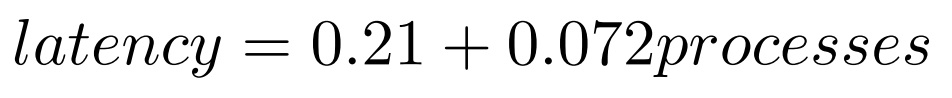 latency = 0.21 + 0.072processes